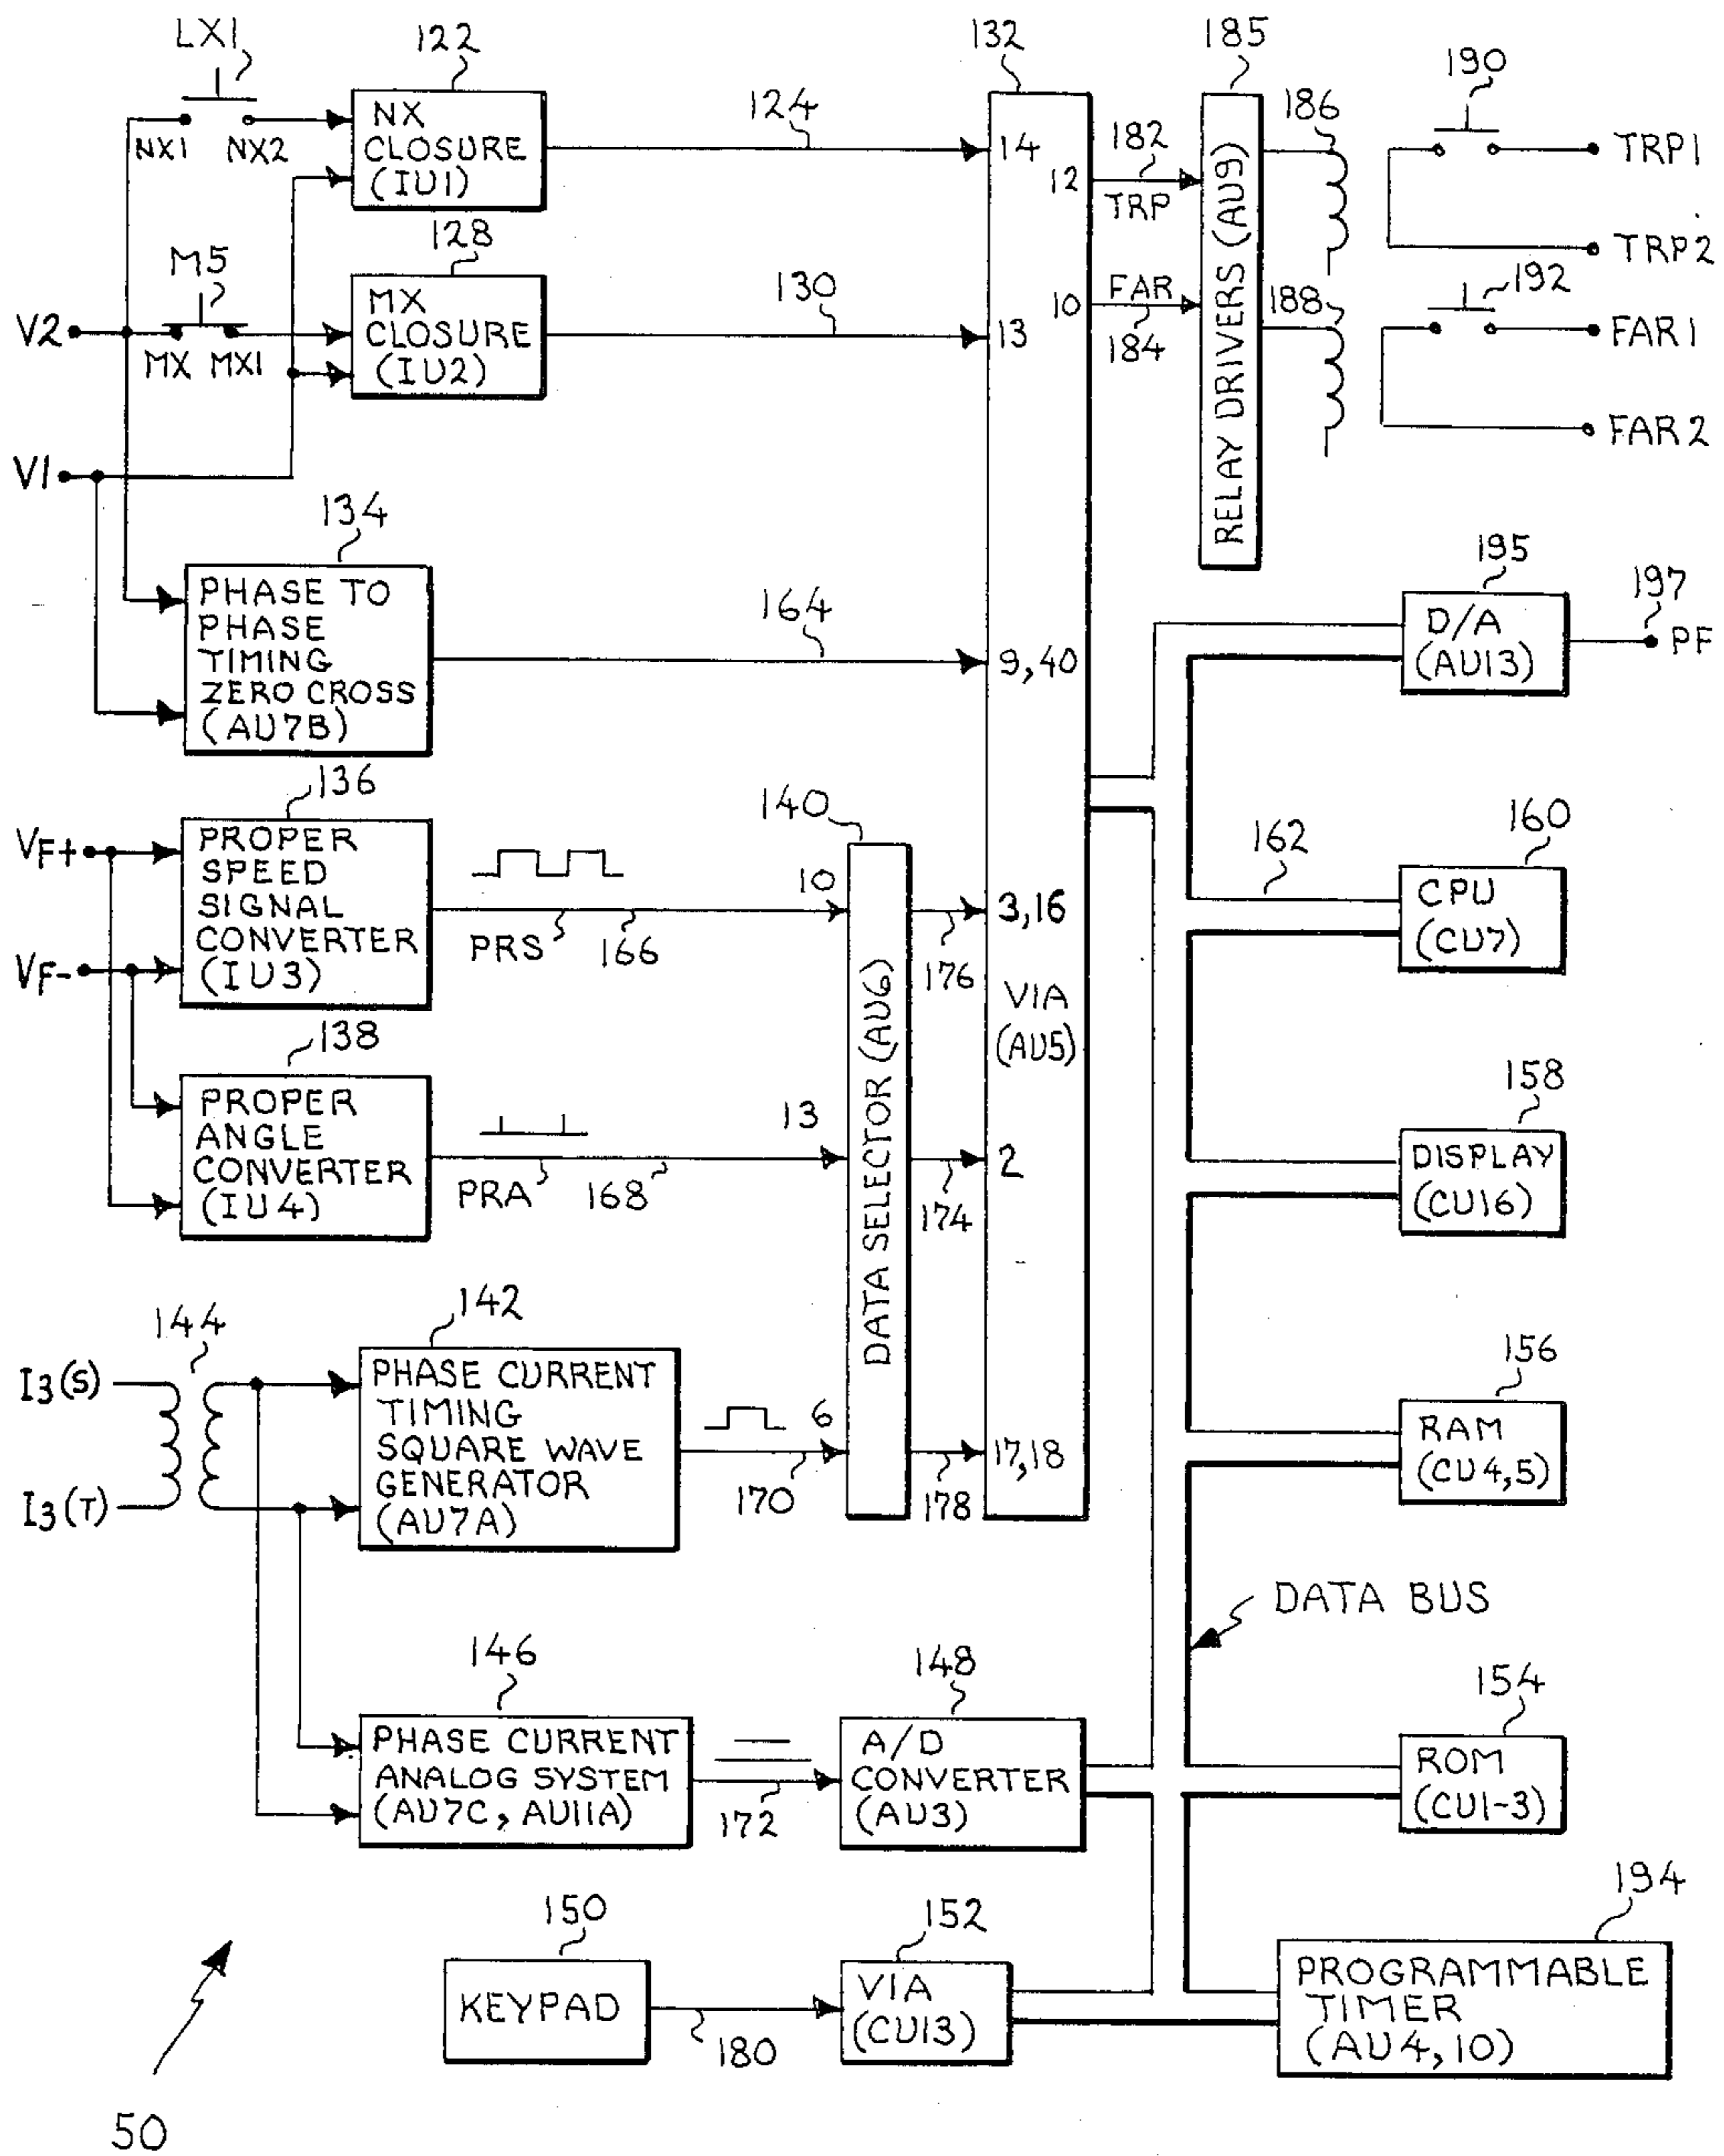 LX1
122
132
185
190
NX1
NX2
NX
CLOSURE
(IU1)
124
14
12
182
TRP
186
TRP1
TRP2
RELAY DRIVERS (AU9)
M5
128
V2
MX
MX1
MX
CLOSURE
(IU2)
130
13
10
FAR
184
188
192
FAR1
FAR2
V1
134
PHASE TO
PHASE
TIMING
ZERO CROSS
(AU7B)
164
9,40
195
D/A
(AU13)
197
PF
136
VF+
VF-
PROPER
SPEED
SIGNAL
CONVERTER
(IU3)
PRS
166
10
140
DATA SELECTOR (AU6)
176
3,16
VIA
(AU5)
162
160
CPU
(CU7)
138
PROPER
ANGLE
CONVERTER
(IU4)
PRA
168
13
174
2
158
DISPLAY
(CU16)
144
I3(S)
I3(T)
142
PHASE CURRENT
TIMING
SQUARE WAVE
GENERATOR
(AU7A)
170
6
178
17,18
156
RAM
(CU4,5)
DATA BUS
146
PHASE CURRENT
ANALOG SYSTEM
(AU7C, AU11A)
172
148
A/D
CONVERTER
(AU3)
154
ROM
(CU1-3)
150
KEYPAD
180
152
VIA
(CU13)
194
PROGRAMMABLE
TIMER
(AU4,10)
50